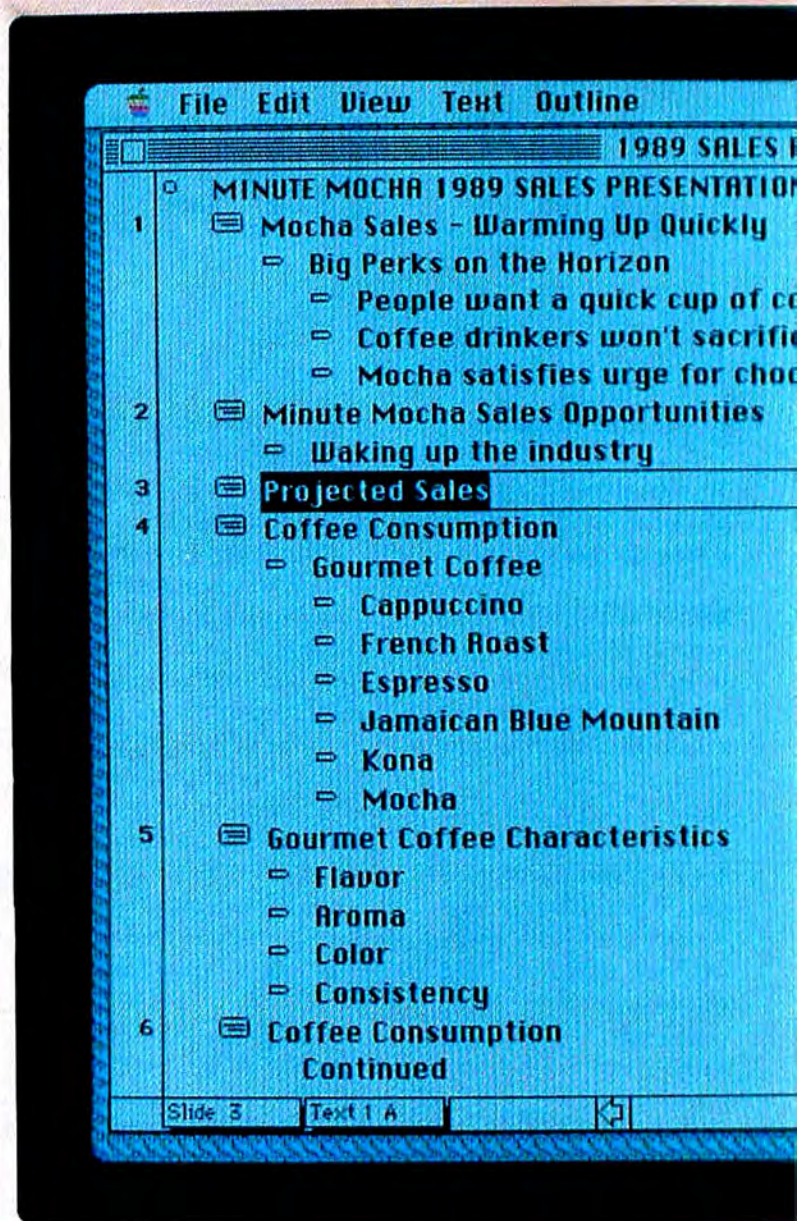 File Edit View Text Outline
1989 SALES
MINUTE MOCHA 1989 SALES PRESENTATION
1 Mocha Sales - Warming Up Quickly
Big Perks on the Horizon
People want a quick cup of
Coffee drinkers won't
Mocha satisfies urge for
2 Minute Mocha Sales Opportunities
Waking up the industry
3 Projected Sales
4 Coffee Consumption
Gourmet Coffee
Cappuccino
French Roast
Espresso
Jamaican Blue Mountain
Kona
Mocha
5 Gourmet Coffee Characteristics
Flavor
Aroma
Color
Consistency
6 Coffee Consumption
Continued
Slide 3 Text 1 A